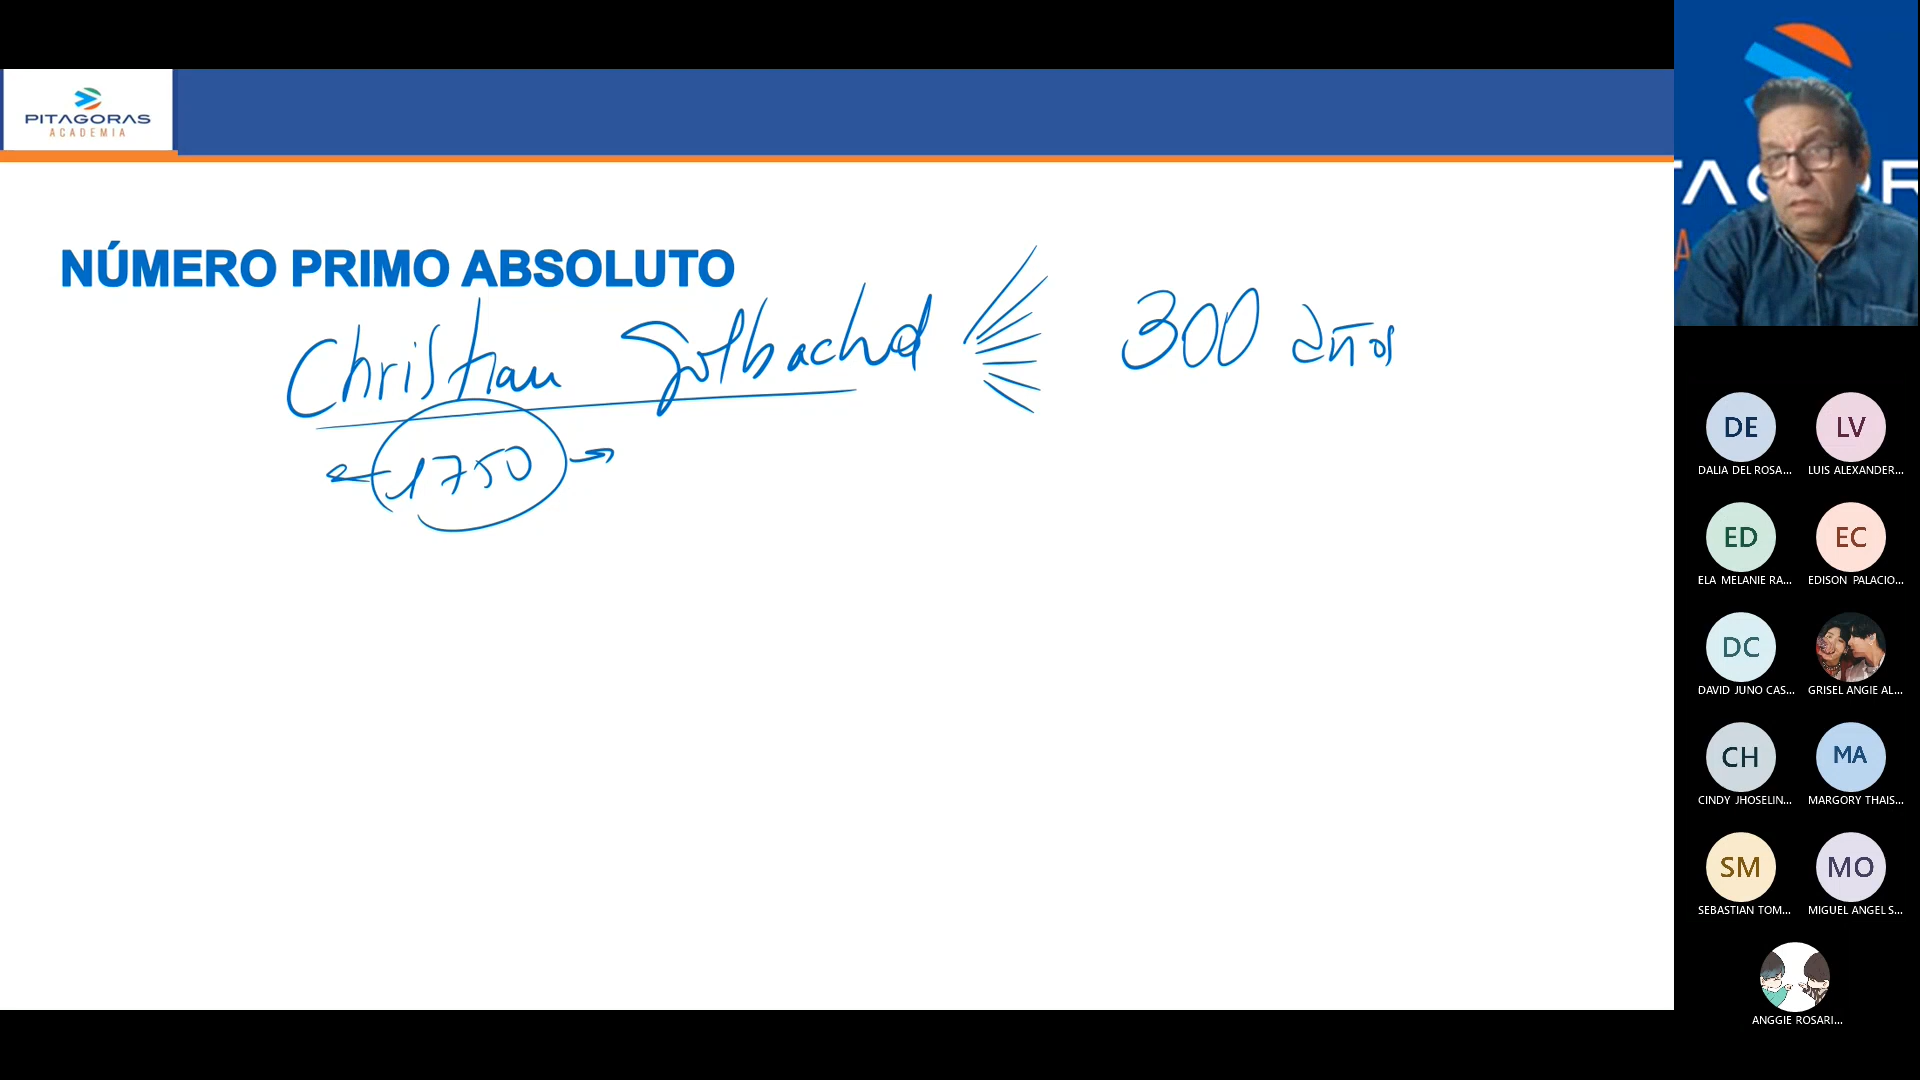 PITAGORAS
ACADEMIA
NÚMERO PRIMO ABSOLUTO
Christian Golbachd
300 años
1750
DE
LV
DALIA DEL ROSA...
LUIS ALEXANDER...
ED
EC
ELA MELANIE RA...
EDISON PALACIO...
DC
DAVID JUNO CAS...
GRISEL ANGIE AL...
CH
MA
CINDY JHOSELIN...
MARGORY THAIS...
SM
MO
SEBASTIAN TOM...
MIGUEL ANGEL S...
ANGGIE ROSARI...